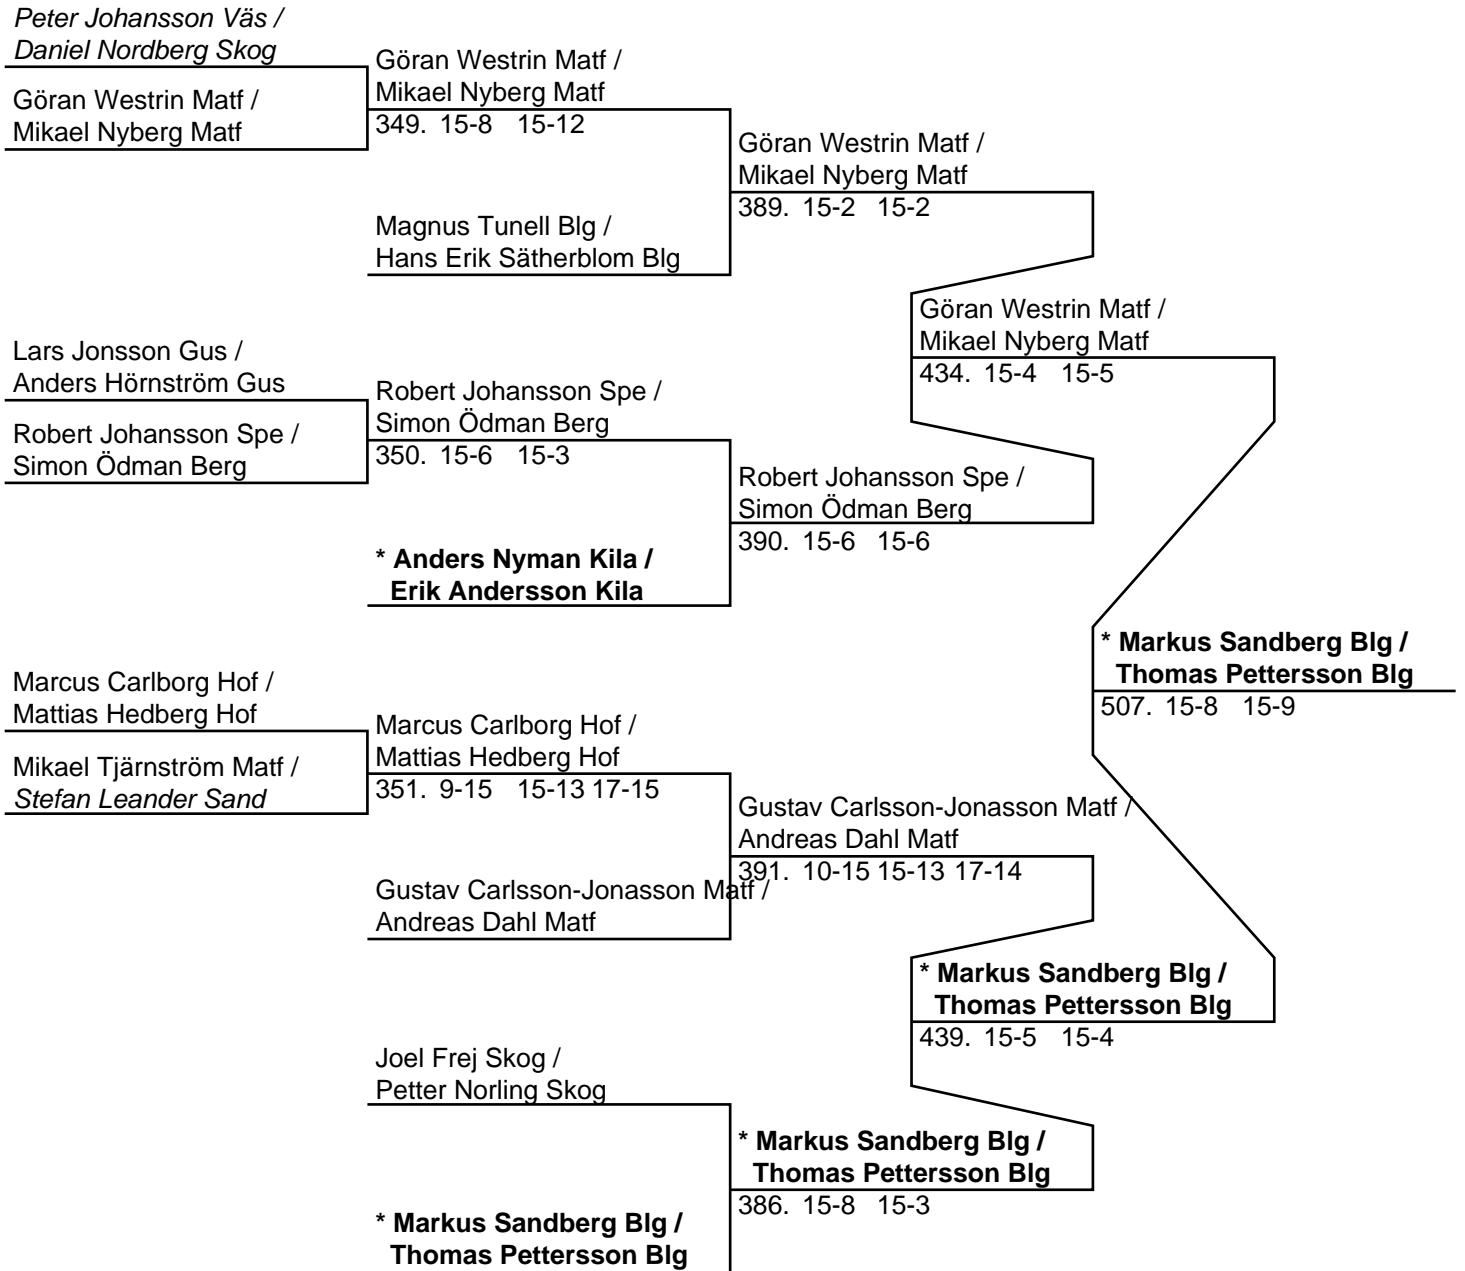 Peter Johansson Väs /
Daniel Nordberg Skog
Göran Westrin Matf /
Mikael Nyberg Matf
Göran Westrin Matf /
Mikael Nyberg Matf
349. 15-8 15-12
Magnus Tunell Blg /
Hans Erik Sätherblom Blg
Göran Westrin Matf /
Mikael Nyberg Matf
389. 15-2 15-2
Lars Jonsson Gus /
Anders Hörnström Gus
Robert Johansson Spe /
Simon Ödman Berg
Robert Johansson Spe /
Simon Ödman Berg
350. 15-6 15-3
* Anders Nyman Kila /
Erik Andersson Kila
Robert Johansson Spe /
Simon Ödman Berg
390. 15-6 15-6
Göran Westrin Matf /
Mikael Nyberg Matf
434. 15-4 15-5
Marcus Carlborg Hof /
Mattias Hedberg Hof
Mikael Tjärnström Matf /
Stefan Leander Sand
Marcus Carlborg Hof /
Mattias Hedberg Hof
351. 9-15 15-13 17-15
Gustav Carlsson-Jonasson Matf /
Andreas Dahl Matf
Gustav Carlsson-Jonasson Matf /
Andreas Dahl Matf
391. 10-15 15-13 17-14
Joel Frej Skog /
Petter Norling Skog
* Markus Sandberg Blg /
Thomas Pettersson Blg
* Markus Sandberg Blg /
Thomas Pettersson Blg
386. 15-8 15-3
* Markus Sandberg Blg /
Thomas Pettersson Blg
439. 15-5 15-4
* Markus Sandberg Blg /
Thomas Pettersson Blg
507. 15-8 15-9